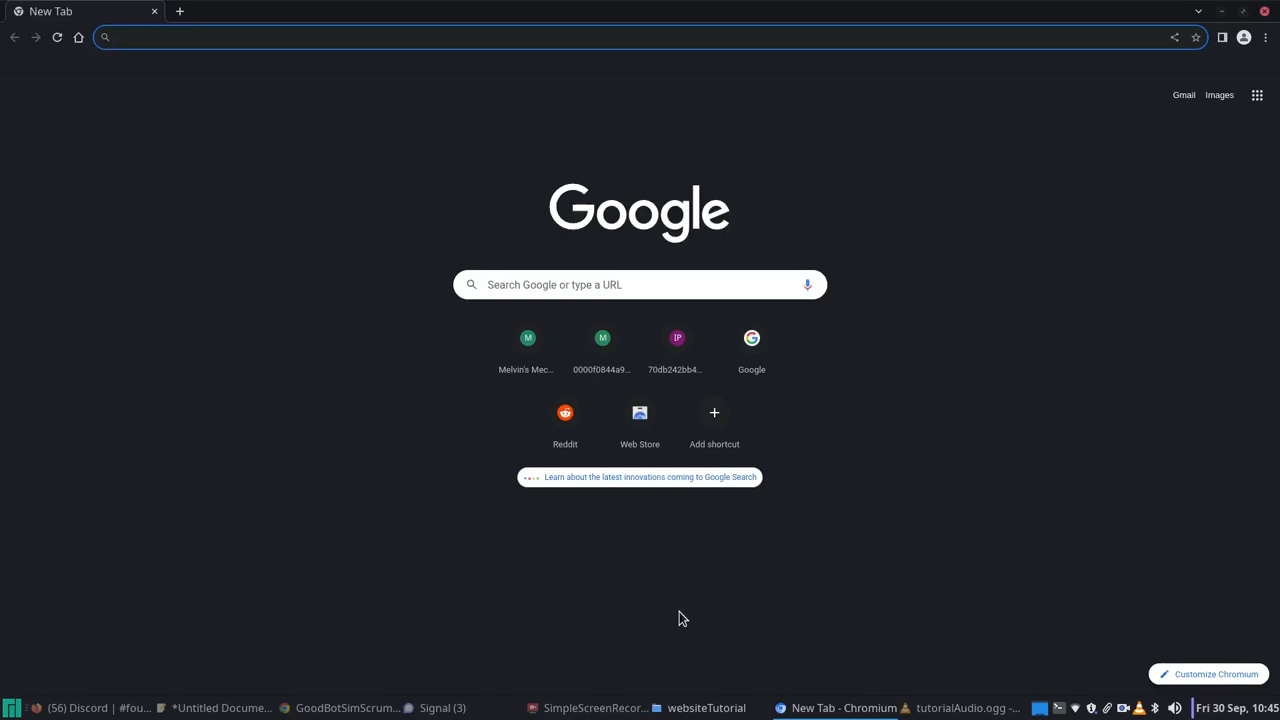 New Tab
Gmail
Images
Google
Search Google or type a URL
M
M
IP
Melvin's Mec...
0000f0844a9...
70db242bb4...
Google
Reddit
Web Store
Add shortcut
Learn about the latest innovations coming to Google Search
Customize Chromium
(56) Discord | #fou...
*Untitled Docume...
GoodBotSimScrum...
Signal (3)
SimpleScreenRecor...
websiteTutorial
New Tab - Chromium
tutorialAudio.ogg -...
Fri 30 Sep, 10:45